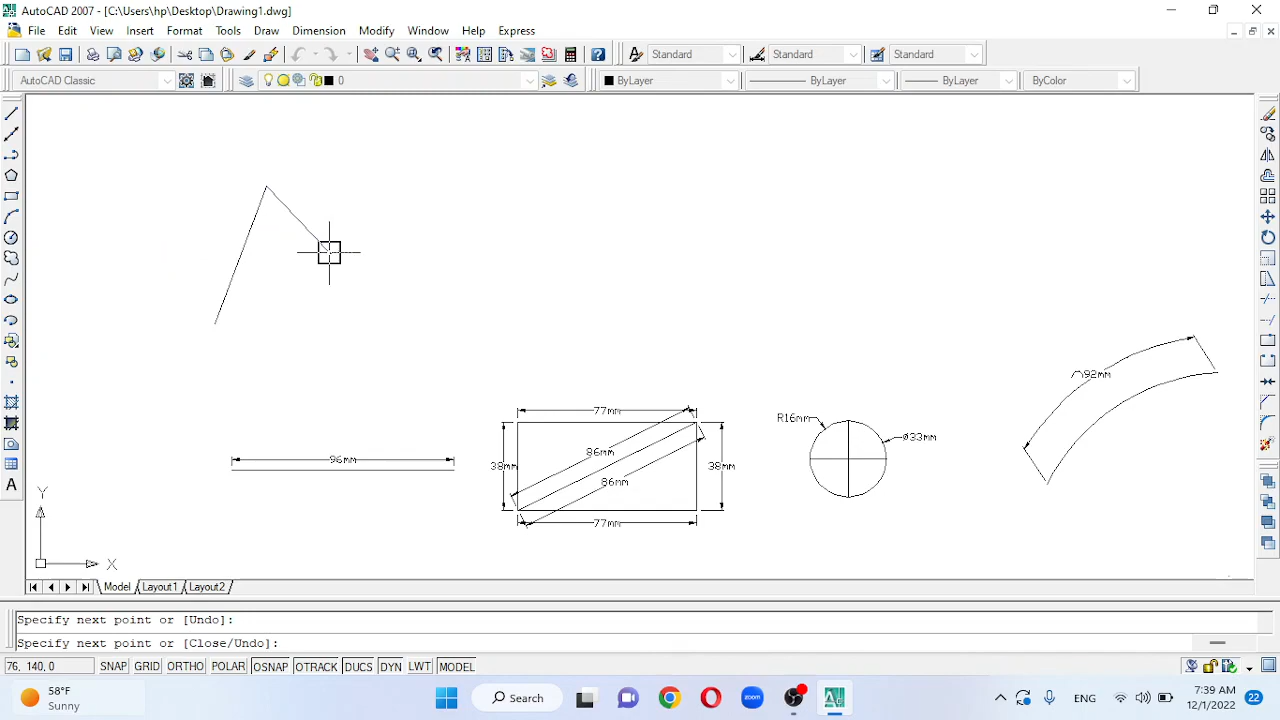 AutoCAD 2007 - [C:\Users\hp\Desktop\Drawing1.dwg]
File Edit View Insert Format Tools Draw Dimension Modify Window Help Express
Standard Standard Standard
AutoCAD Classic 0 ByLayer ByLayer ByLayer ByColor
92mm
77mm
R16mm
ø33mm
96mm
86mm
38mm
38mm
86mm
77mm
Y
X
Model Layout1 Layout2
Specify next point or [Undo]:
Specify next point or [Close/Undo]:
76, 140, 0 SNAP GRID ORTHO POLAR OSNAP OTRACK DUCS DYN LWT MODEL
58°F
Sunny
Search
zoom
ENG
7:39 AM
12/1/2022
22
A